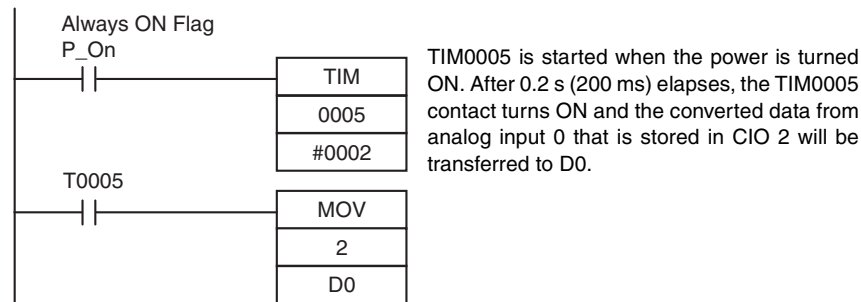 Always ON Flag
P_On
TIM
0005
#0002
TIM0005 is started when the power is turned
ON. After 0.2 s (200 ms) elapses, the TIM0005
contact turns ON and the converted data from
analog input 0 that is stored in CIO 2 will be
transferred to D0.
T0005
MOV
2
D0